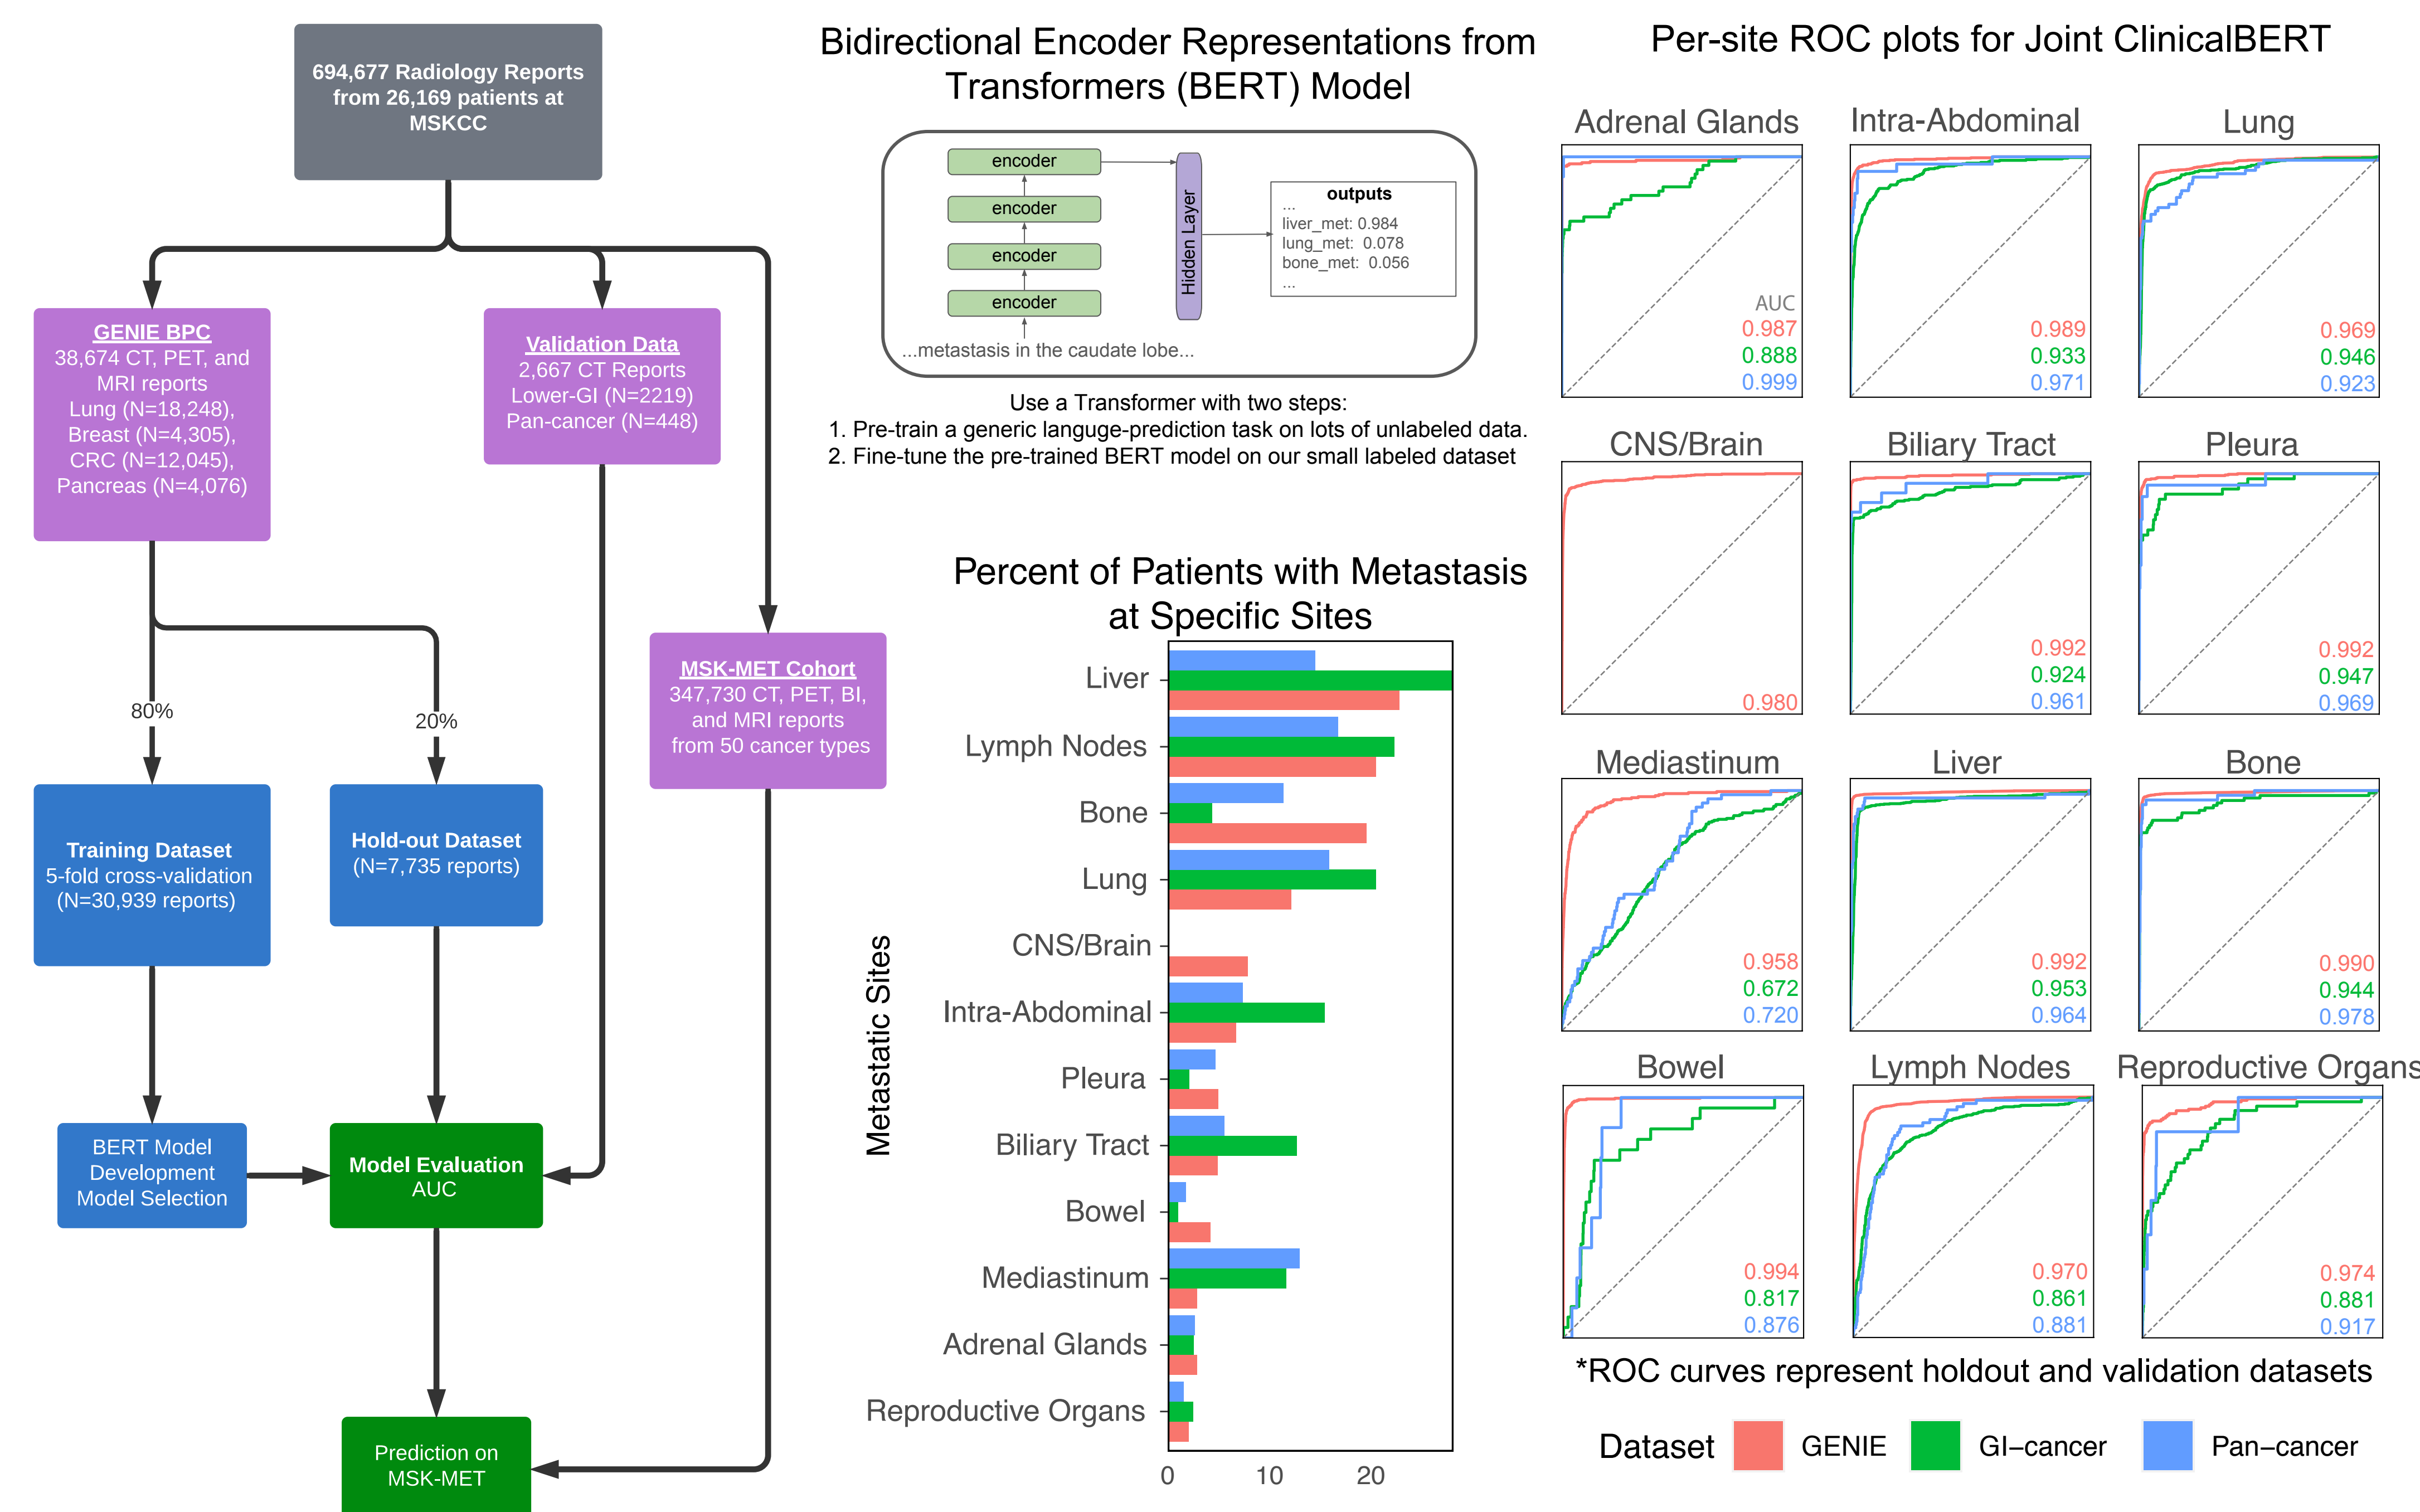 694,677 Radiology Reports
from 26,169 patients at
MSKCC
GENIE BPC
38,674 CT, PET, and
MRI reports
Lung (N=18,248),
Breast (N=4,305),
CRC (N=12,045),
Pancreas (N=4,076)
Validation Data
2,667 CT Reports
Lower-GI (N=2219)
Pan-cancer (N=448)
MSK-MET Cohort
347,730 CT, PET, BI,
and MRI reports
from 50 cancer types
80%
20%
Training Dataset
5-fold cross-validation
(N=30,939 reports)
Hold-out Dataset
(N=7,735 reports)
BERT Model
Development
Model Selection
Model Evaluation
AUC
Prediction on
MSK-MET
Bidirectional Encoder Representations from
Transformers (BERT) Model
encoder
encoder
encoder
encoder
...metastasis in the caudate lobe...
Hidden Layer
outputs
...
liver_met: 0.984
lung_met: 0.078
bone_met: 0.056
...
Use a Transformer with two steps:
1. Pre-train a generic languge-prediction task on lots of unlabeled data.
2. Fine-tune the pre-trained BERT model on our small labeled dataset
Percent of Patients with Metastasis
at Specific Sites
Metastatic Sites
Liver
Lymph Nodes
Bone
Lung
CNS/Brain
Intra-Abdominal
Pleura
Biliary Tract
Bowel
Mediastinum
Adrenal Glands
Reproductive Organs
0 10 20
Per-site ROC plots for Joint ClinicalBERT
Adrenal Glands
AUC
0.987
0.888
0.999
Intra-Abdominal
0.989
0.933
0.971
Lung
0.969
0.946
0.923
CNS/Brain
0.980
Biliary Tract
0.992
0.924
0.961
Pleura
0.992
0.947
0.969
Mediastinum
0.958
0.672
0.720
Liver
0.992
0.953
0.964
Bone
0.990
0.944
0.978
Bowel
0.994
0.817
0.876
Lymph Nodes
0.970
0.861
0.881
Reproductive Organs
0.974
0.881
0.917
*ROC curves represent holdout and validation datasets
Dataset GENIE GI−cancer Pan−cancer